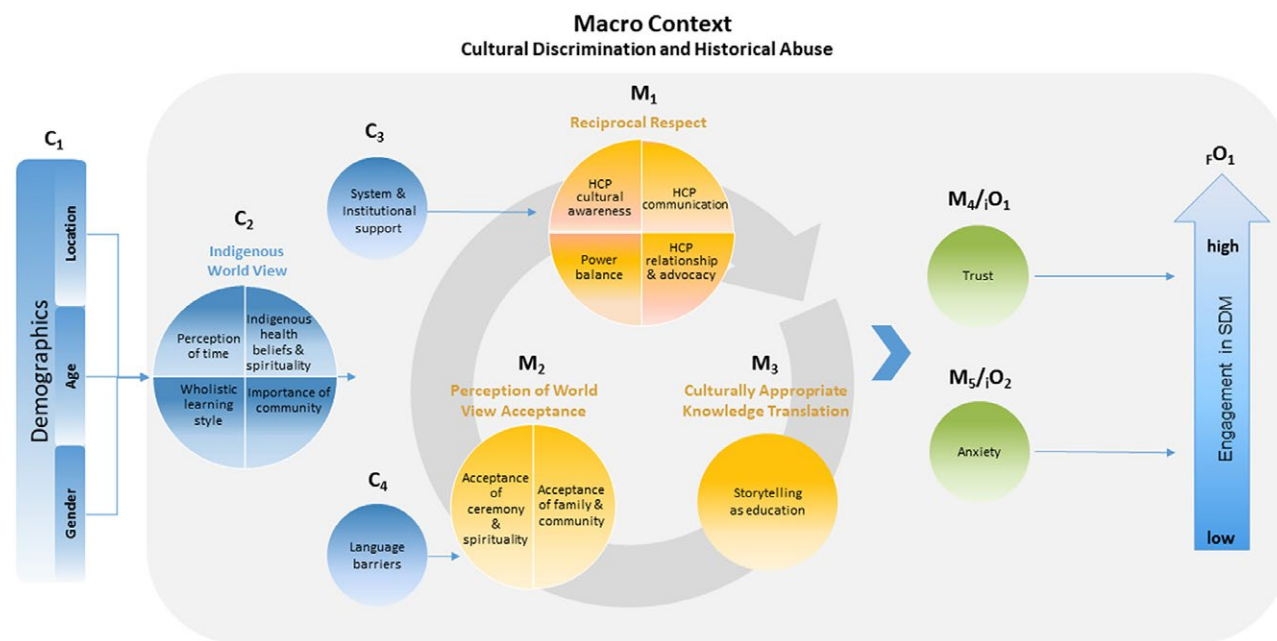 Macro Context
Cultural Discrimination and Historical Abuse
C1
Demographics
Location
Age
Gender
C2
Indigenous
World View
Perception
of time
Indigenous
health
beliefs &
spirituality
Wholistic
learning
style
Importance of
community
C3
System &
Institutional
support
C4
Language
barriers
M1
Reciprocal Respect
HCP
cultural
awareness
HCP
communication
Power
balance
HCP
relationship
& advocacy
M2
Perception of World
View Acceptance
Acceptance
of
ceremony
&
spirituality
Acceptance
of family &
community
M3
Culturally Appropriate
Knowledge Translation
Storytelling
as education
M4/iO1
Trust
M5/iO2
Anxiety
FO1
high
Engagement in SDM
low